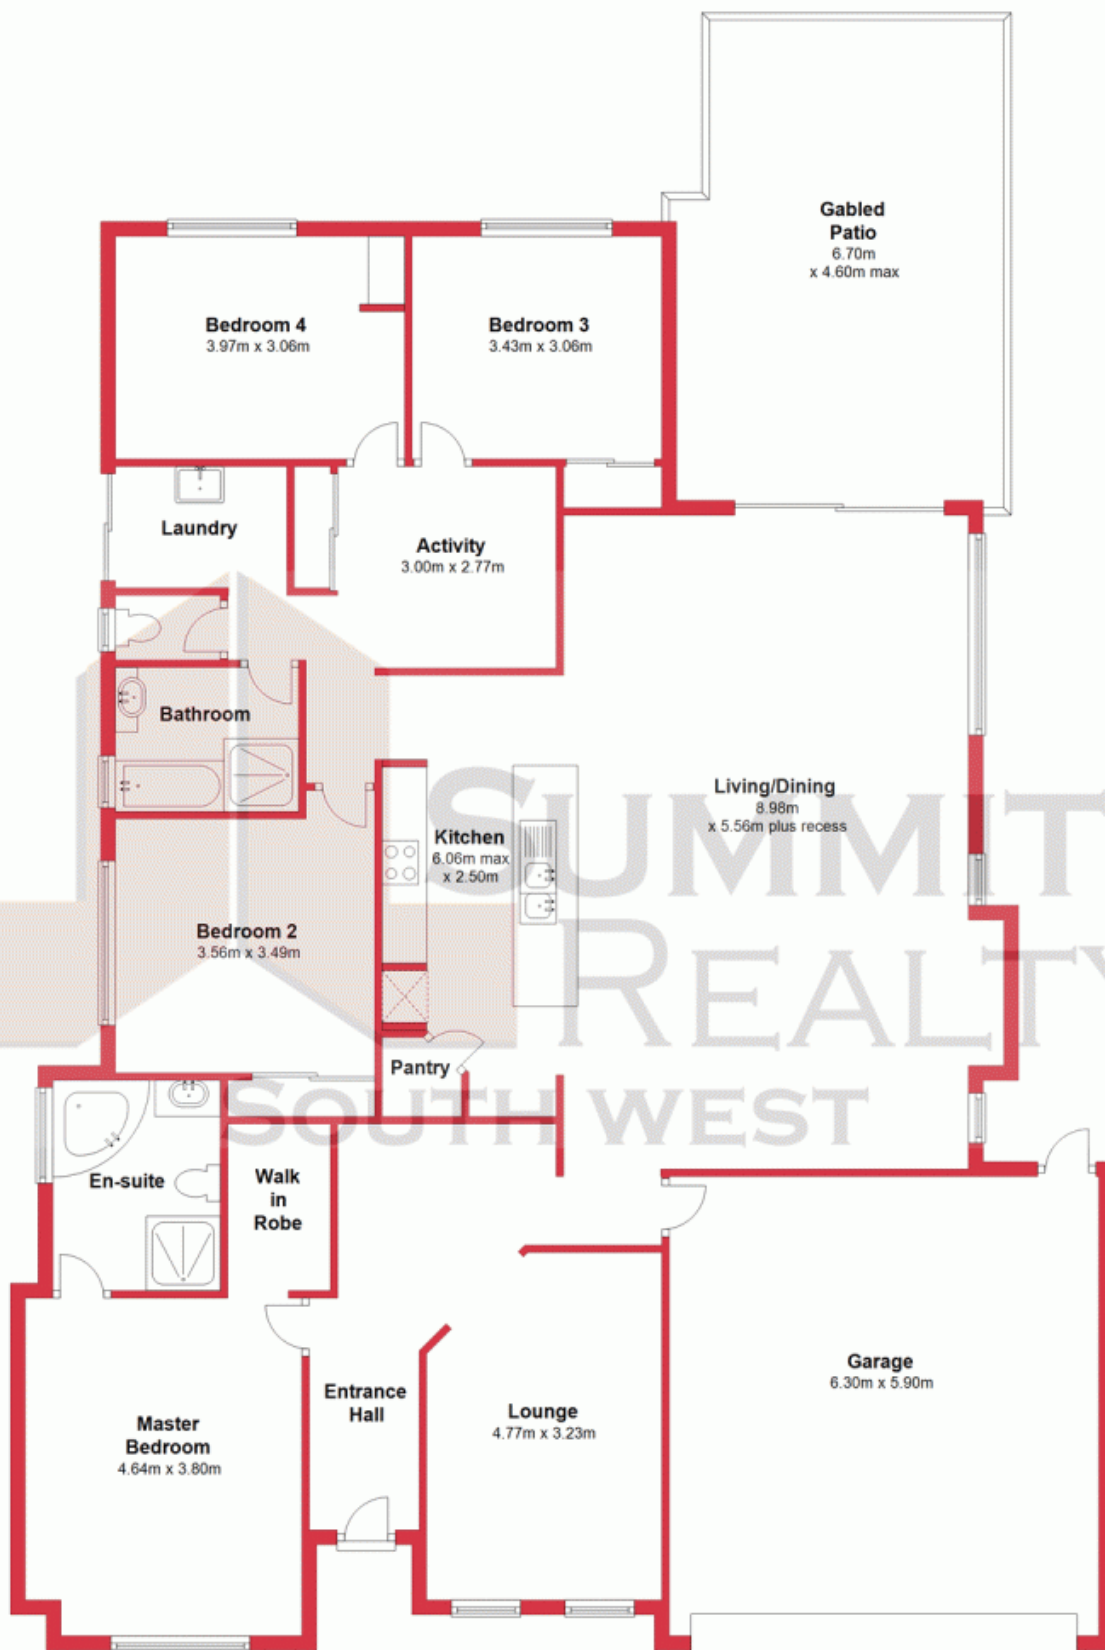 Gabled
Patio
6.70m
x 4.60m max
Bedroom 4
3.97m x 3.06m
Bedroom 3
3.43m x 3.06m
Laundry
Activity
3.00m x 2.77m
Bathroom
Living/Dining
8.98m
x 5.56m plus recess
Kitchen
6.06m max
x 2.50m
SUMMIT
Bedroom 2
3.56m x 3.49m
REALTY
Pantry
SOUTH WEST
En-suite
Walk
in
Robe
Garage
6.30m x 5.90m
Entrance
Hall
Lounge
4.77m x 3.23m
Master
Bedroom
4.64m x 3.80m